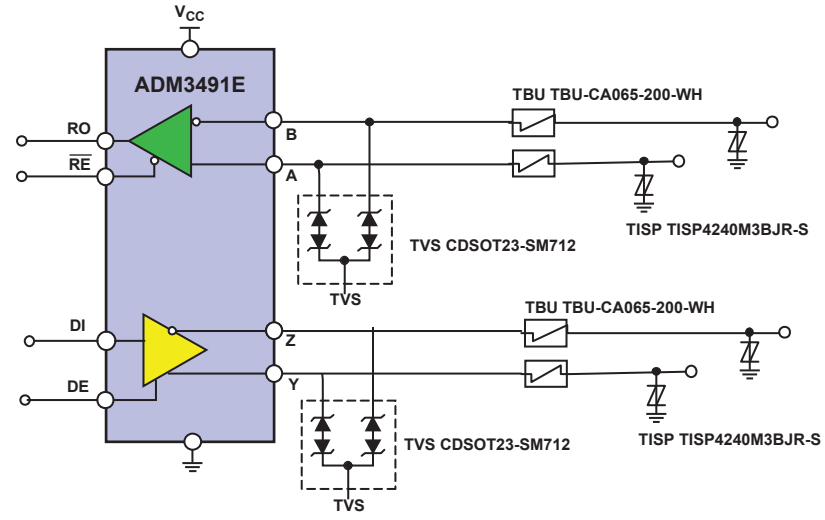 VCC
ADM3491E
TBU TBU-CA065-200-WH
RO
B
RE
A
TISP TISP4240M3BJR-S
TVS CDSOT23-SM712
TVS
TBU TBU-CA065-200-WH
DI
Z
DE
Y
TISP TISP4240M3BJR-S
TVS CDSOT23-SM712
TVS